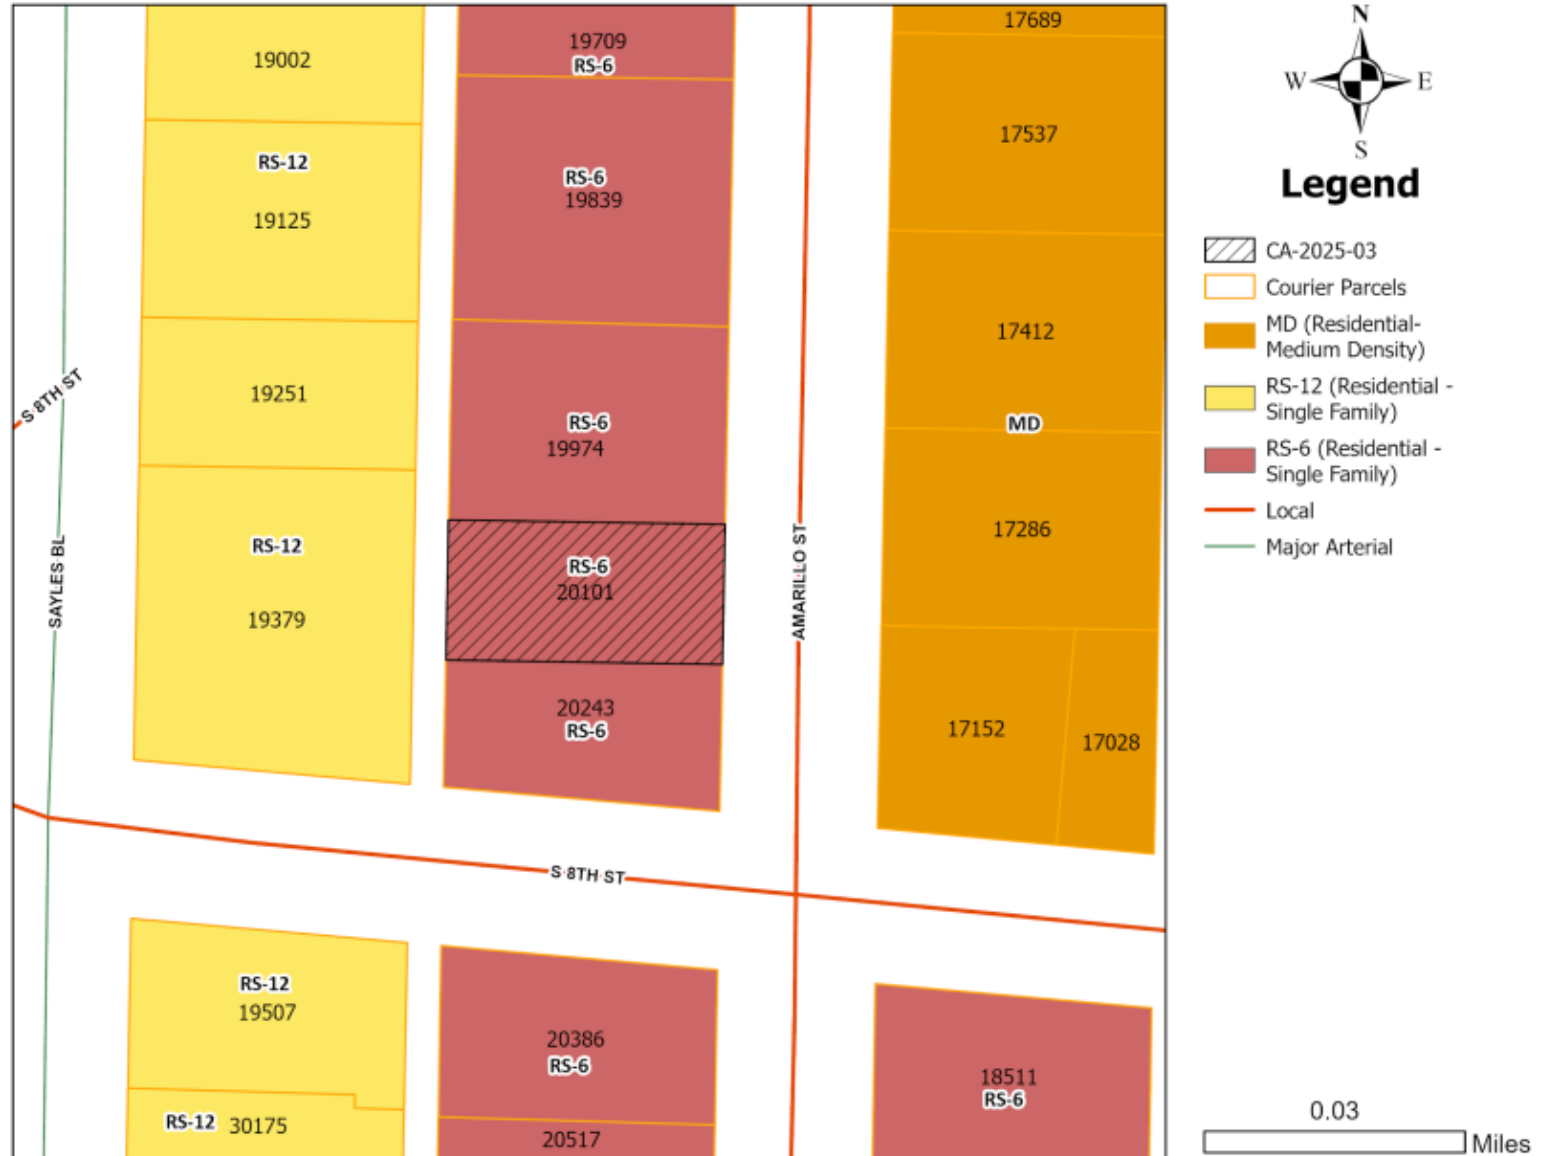 19002
RS-12
19125
19251
RS-12
19379
S 8TH ST
SAYLES BL
19709
RS-6
RS-6
19839
RS-6
19974
RS-6
20101
20243
RS-6
AMARILLO ST
17689
17537
17412
MD
17286
17152
17028
S 8TH ST
RS-12
19507
RS-12 30175
20386
RS-6
20517
18511
RS-6
N
W E
S
Legend
CA-2025-03
Courier Parcels
MD (Residential-
Medium Density)
RS-12 (Residential -
Single Family)
RS-6 (Residential -
Single Family)
Local
Major Arterial
0.03
Miles